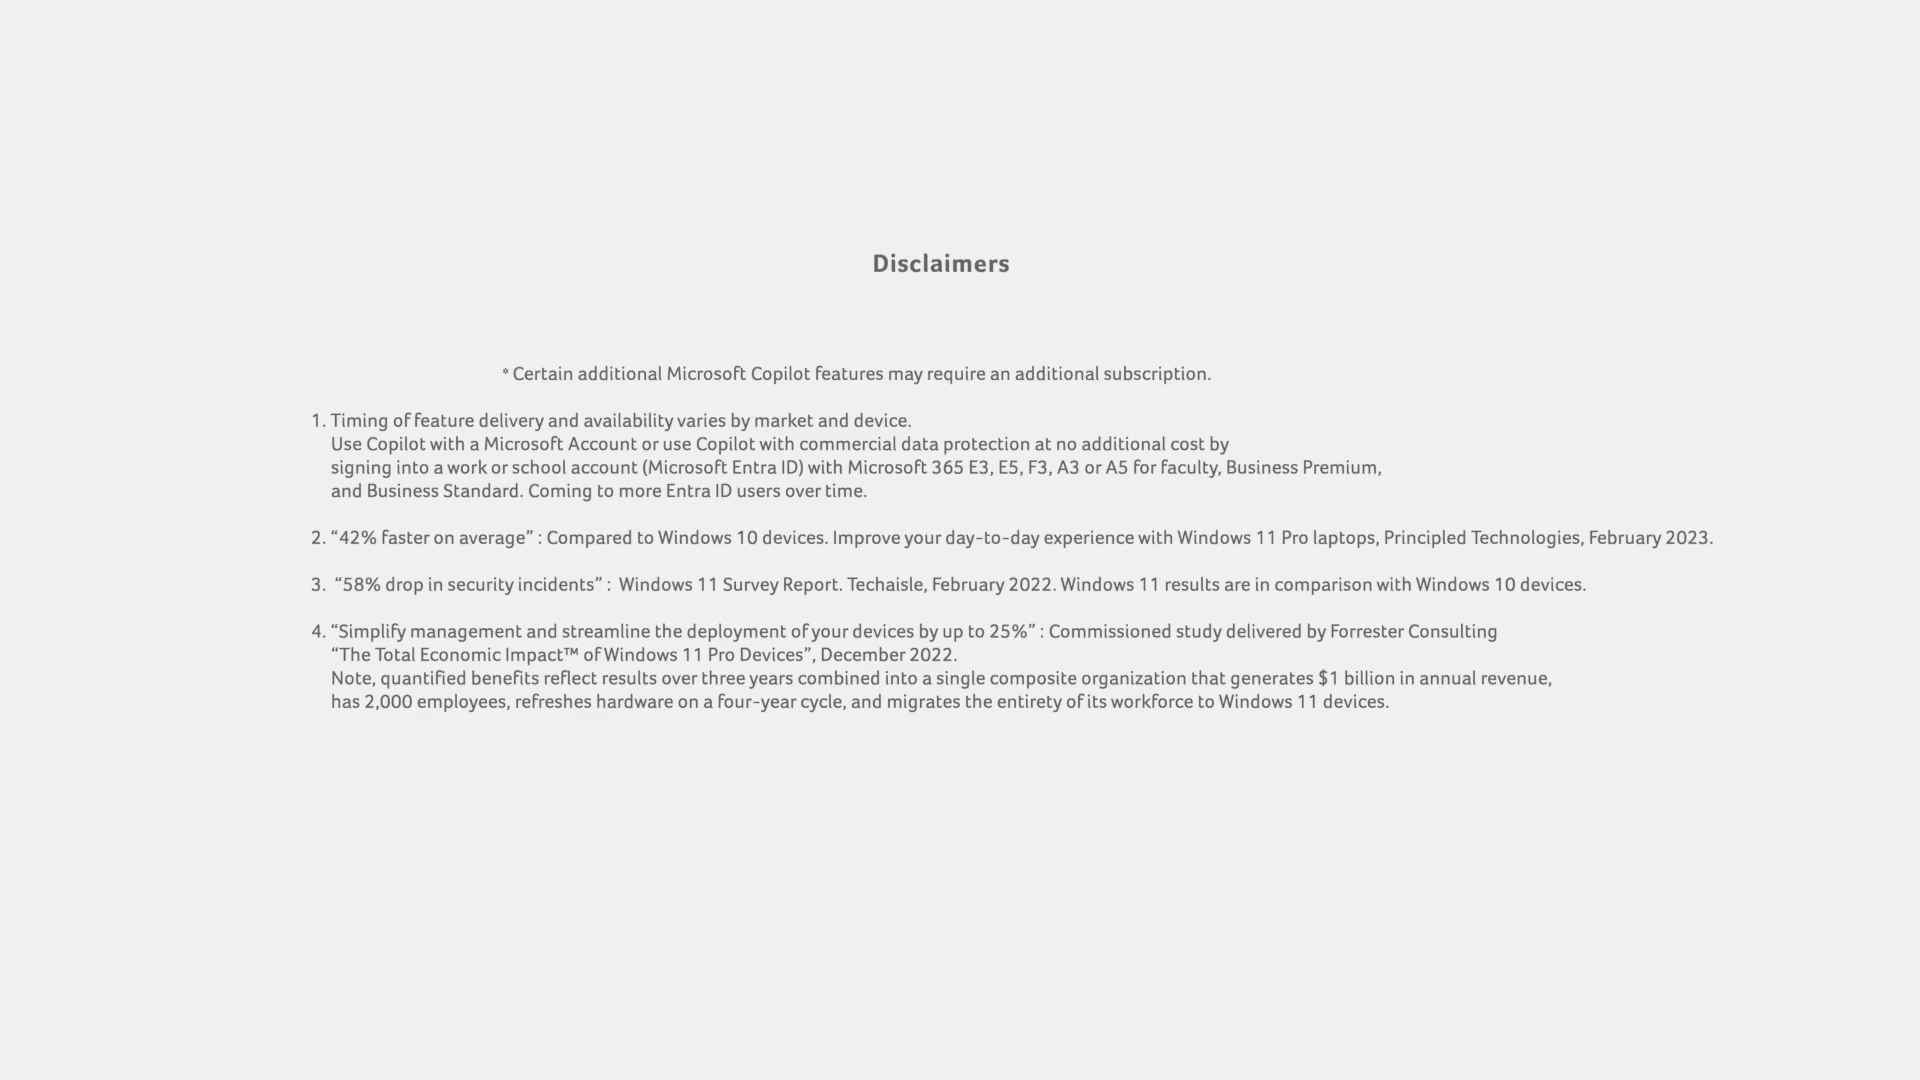 Disclaimers
* Certain additional Microsoft Copilot features may require an additional subscription.
1. Timing of feature delivery and availability varies by market and device.
Use Copilot with a Microsoft Account or use Copilot with commercial data protection at no additional cost by
signing into a work or school account (Microsoft Entra ID) with Microsoft 365 E3, E5, F3, A3 or A5 for faculty, Business Premium,
and Business Standard. Coming to more Entra ID users over time.
2. “42% faster on average” : Compared to Windows 10 devices. Improve your day-to-day experience with Windows 11 Pro laptops, Principled Technologies, February 2023.
3. “58% drop in security incidents” : Windows 11 Survey Report. Techaisle, February 2022. Windows 11 results are in comparison with Windows 10 devices.
4. “Simplify management and streamline the deployment of your devices by up to 25%” : Commissioned study delivered by Forrester Consulting
“The Total Economic Impact™ of Windows 11 Pro Devices”, December 2022.
Note, quantified benefits reflect results over three years combined into a single composite organization that generates $1 billion in annual revenue,
has 2,000 employees, refreshes hardware on a four-year cycle, and migrates the entirety of its workforce to Windows 11 devices.